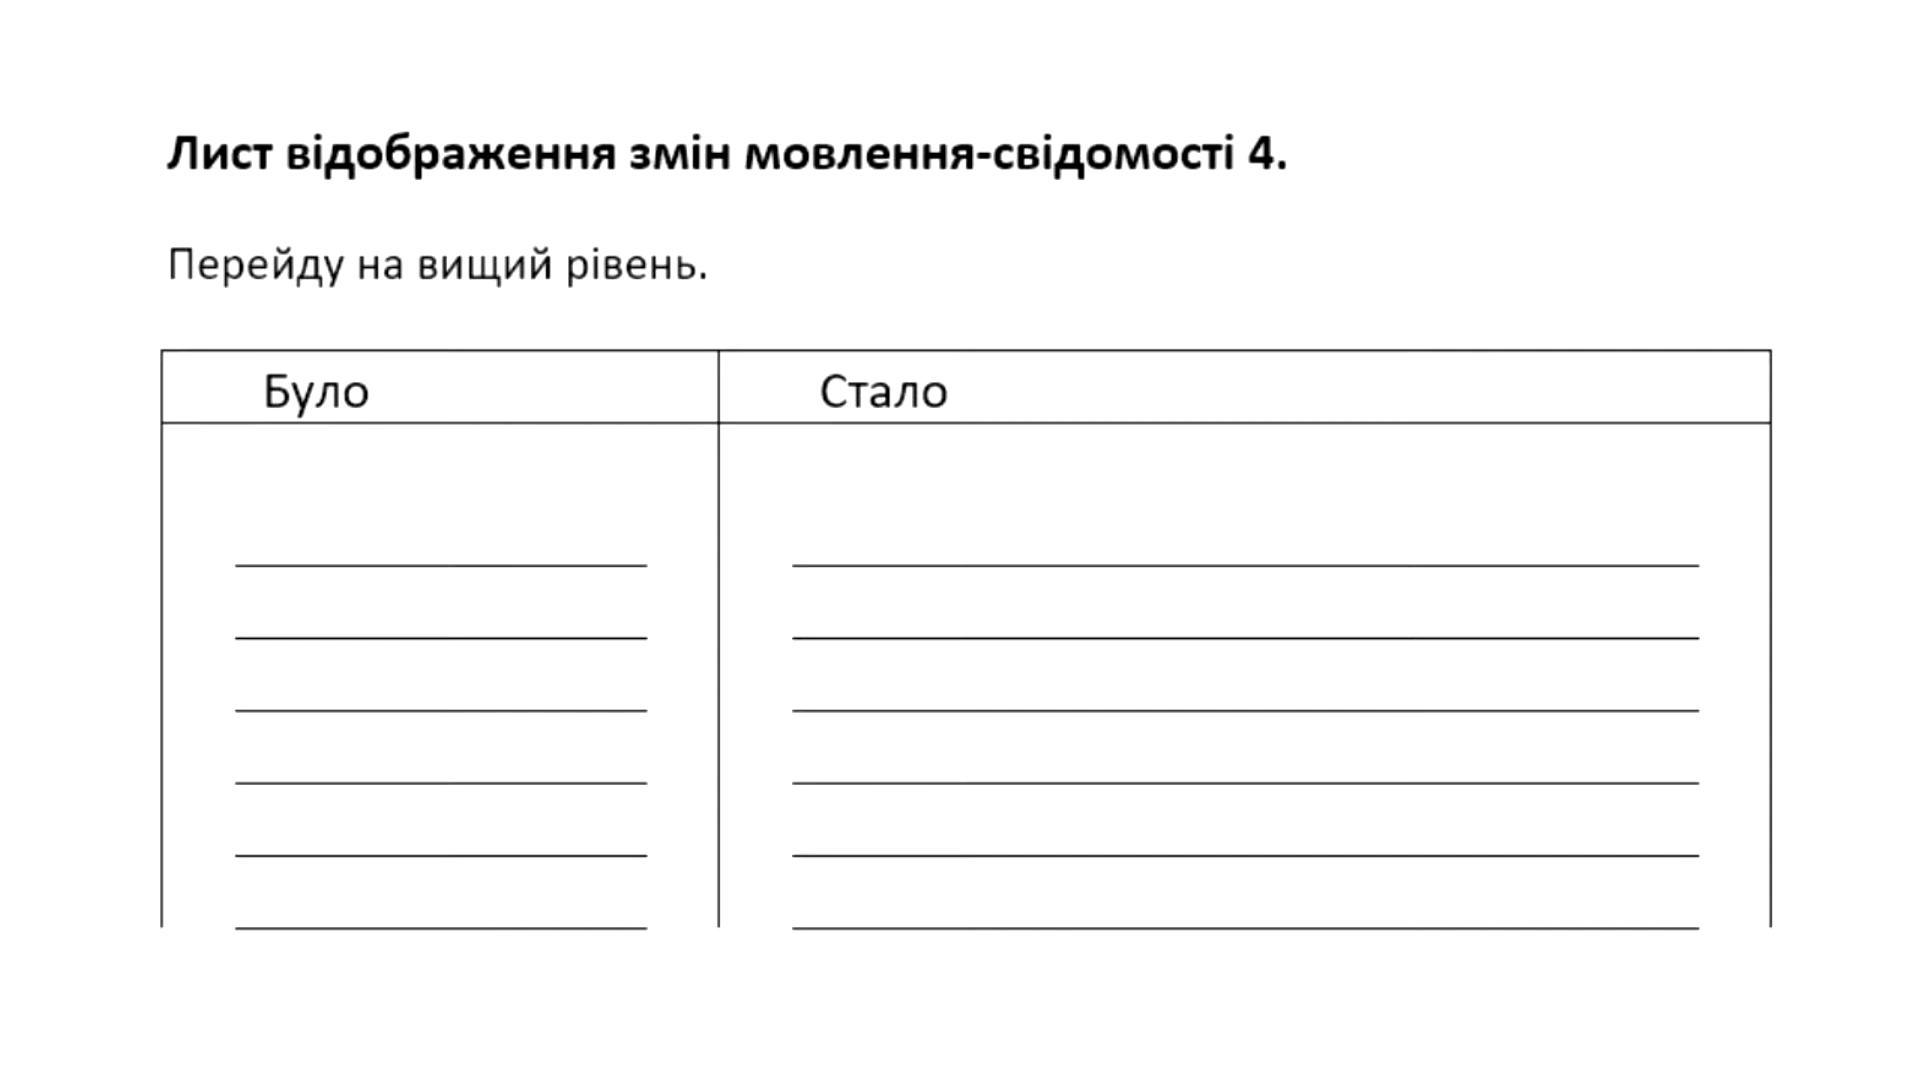 Лист відображення змін мовлення-свідомості 4.
Перейду на вищий рівень.
Було
Стало